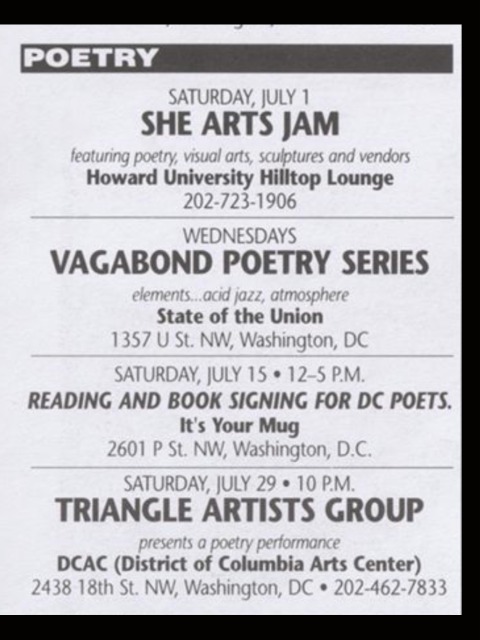 POETRY
SATURDAY, JULY 1
SHE ARTS JAM
featuring poetry, visual arts, sculptures and vendors
Howard University Hilltop Lounge
202-723-1906
WEDNESDAYS
VAGABOND POETRY SERIES
elements...acid jazz, atmosphere
State of the Union
1357 U St. NW, Washington, DC
SATURDAY, JULY 15 • 12–5 P.M.
READING AND BOOK SIGNING FOR DC POETS.
It's Your Mug
2601 P St. NW, Washington, D.C.
SATURDAY, JULY 29 • 10 P.M.
TRIANGLE ARTISTS GROUP
presents a poetry performance
DCAC (District of Columbia Arts Center)
2438 18th St. NW, Washington, DC • 202-462-7833